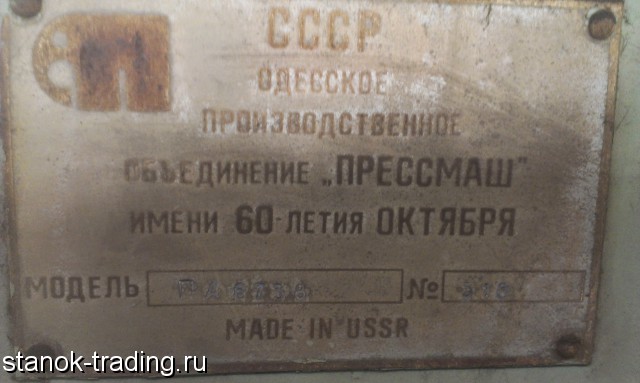 СССР
ОДЕССКОЕ
ПРОИЗВОДСТВЕННОЕ
ОБЪЕДИНЕНИЕ „ПРЕССМАШ"
ИМЕНИ 60-ЛЕТИЯ ОКТЯБРЯ
МОДЕЛЬ №
MADE IN USSR
stanok-trading.ru